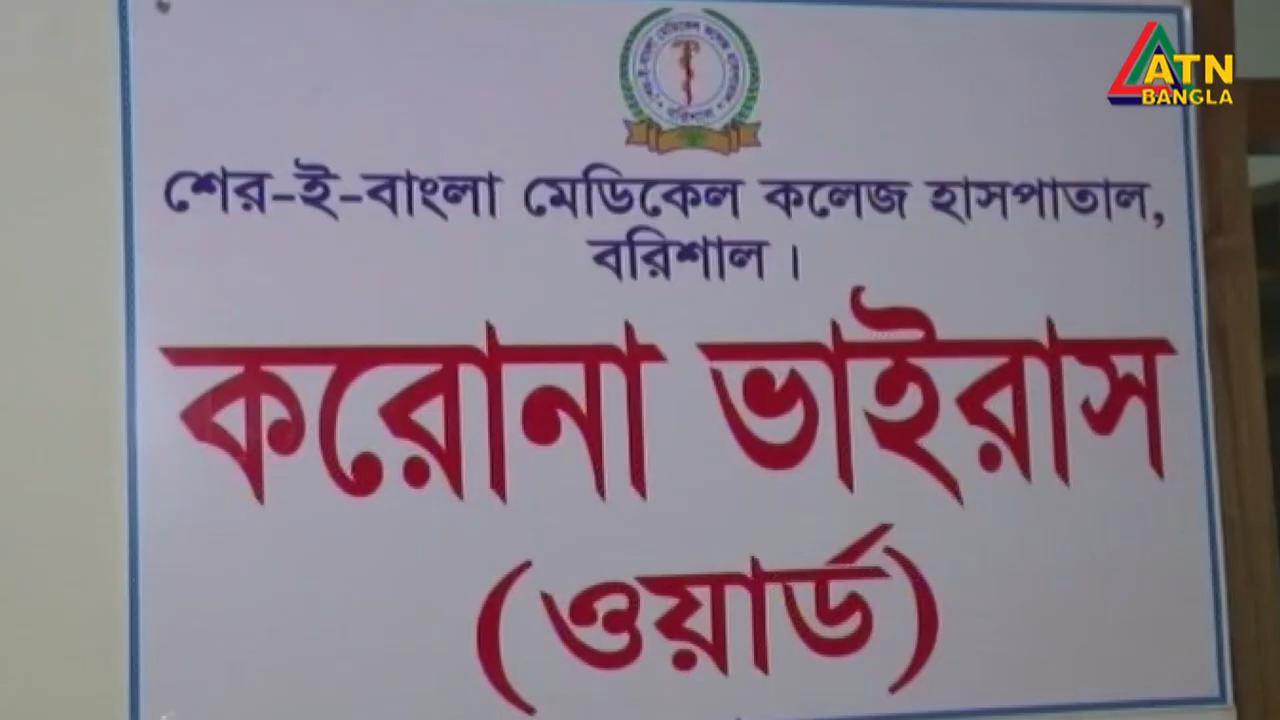 ATN
BANGLA
শের-ই-বাংলা মেডিকেল কলেজ হাসপাতাল,
বরিশাল ।
করোনা ভাইরাস
(ওয়ার্ড)